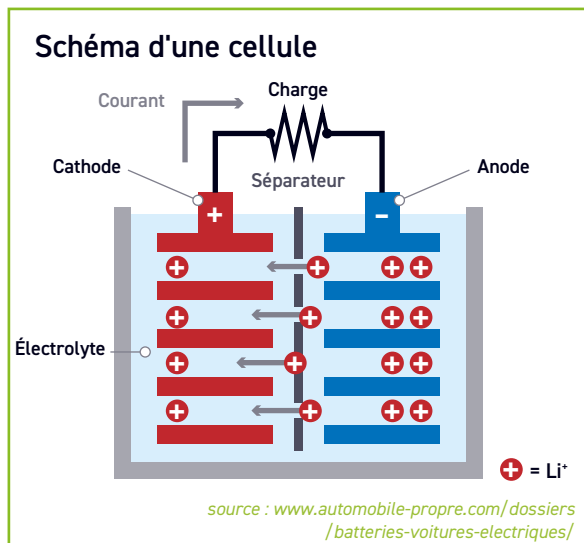 Schéma d'une cellule
Courant
Charge
Cathode
Séparateur
Anode
+
−
+ + + +
+ + + +
+ + + +
+ + + +
Électrolyte
+ = Li⁺
source : www.automobile-propre.com/dossiers
/batteries-voitures-electriques/